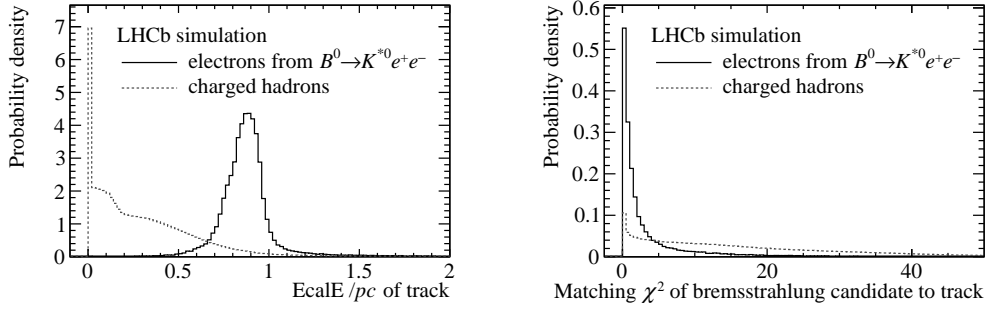 Probability density
7
6
5
4
3
2
1
0
LHCb simulation
electrons from B⁰→K*⁰e⁺e⁻
charged hadrons
0 0.5 1 1.5 2
EcalE /pc of track
Probability density
0.6
0.5
0.4
0.3
0.2
0.1
0
LHCb simulation
electrons from B⁰→K*⁰e⁺e⁻
charged hadrons
0 20 40
Matching χ² of bremsstrahlung candidate to track